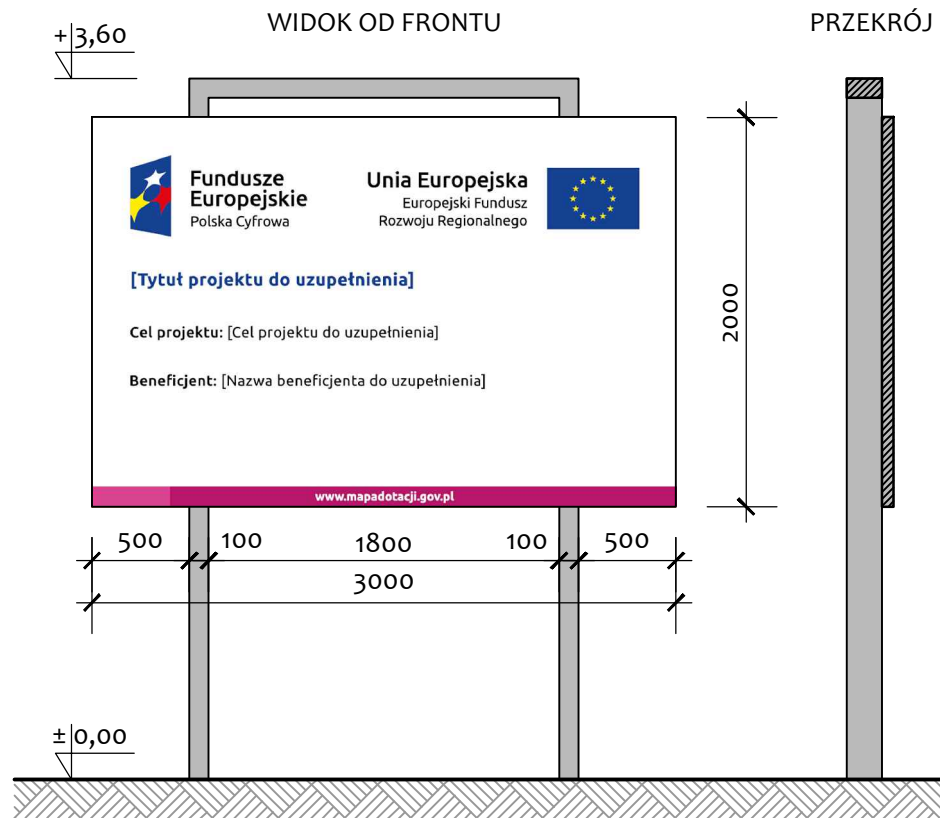 WIDOK OD FRONTU
PRZEKRÓJ
+3,60
Fundusze
Europejskie
Polska Cyfrowa
Unia Europejska
Europejski Fundusz
Rozwoju Regionalnego
[Tytuł projektu do uzupełnienia]
Cel projektu: [Cel projektu do uzupełnienia]
Beneficjent: [Nazwa beneficjenta do uzupełnienia]
www.mapadotacji.gov.pl
2000
500 100 1800 100 500
3000
±0,00